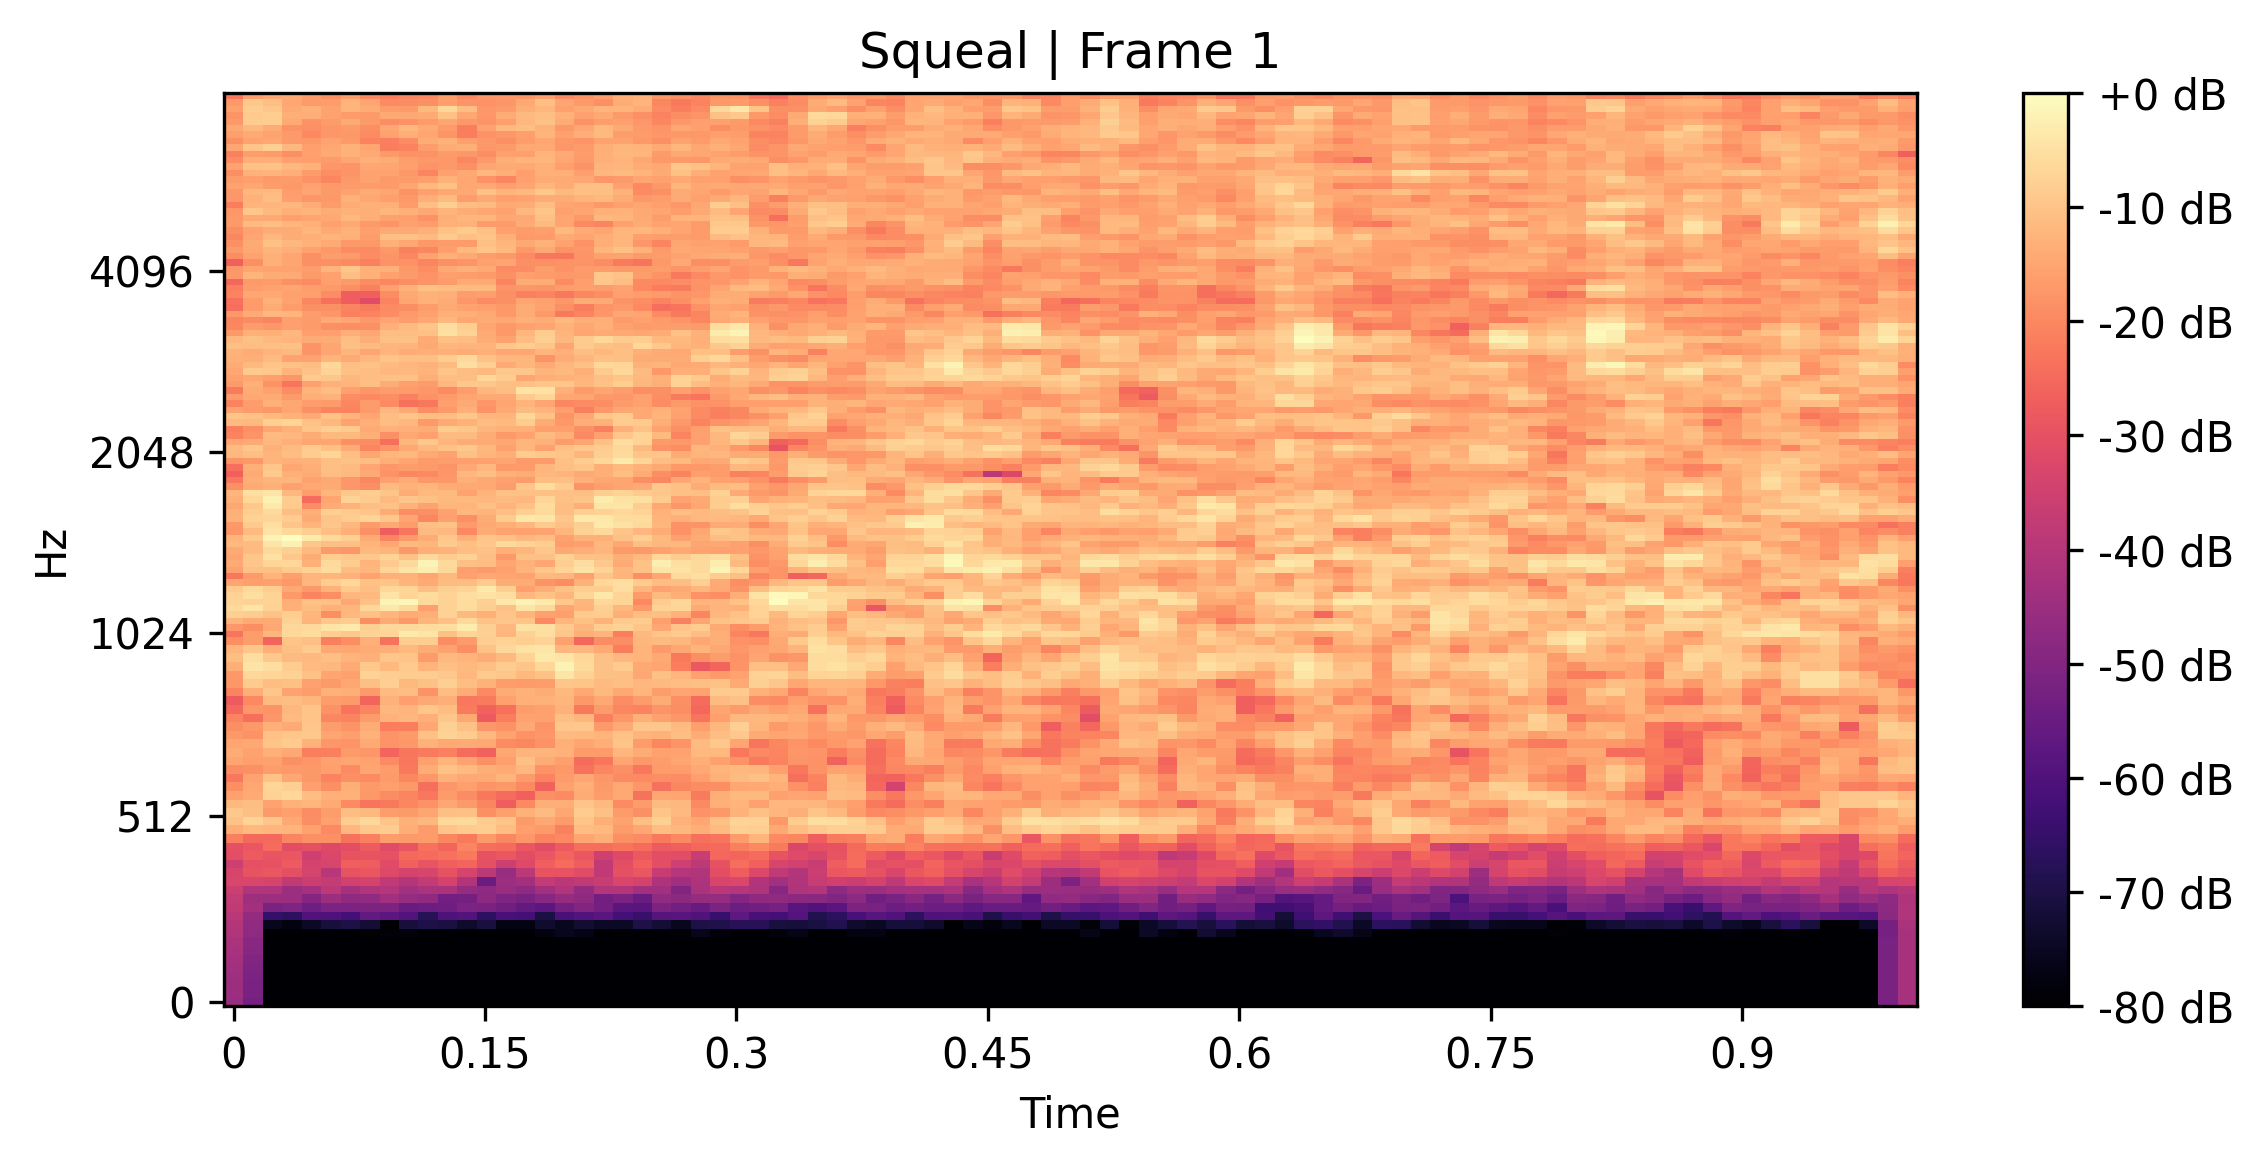 Squeal | Frame 1
Hz
4096
2048
1024
512
0
0 0.15 0.3 0.45 0.6 0.75 0.9
Time
+0 dB
-10 dB
-20 dB
-30 dB
-40 dB
-50 dB
-60 dB
-70 dB
-80 dB